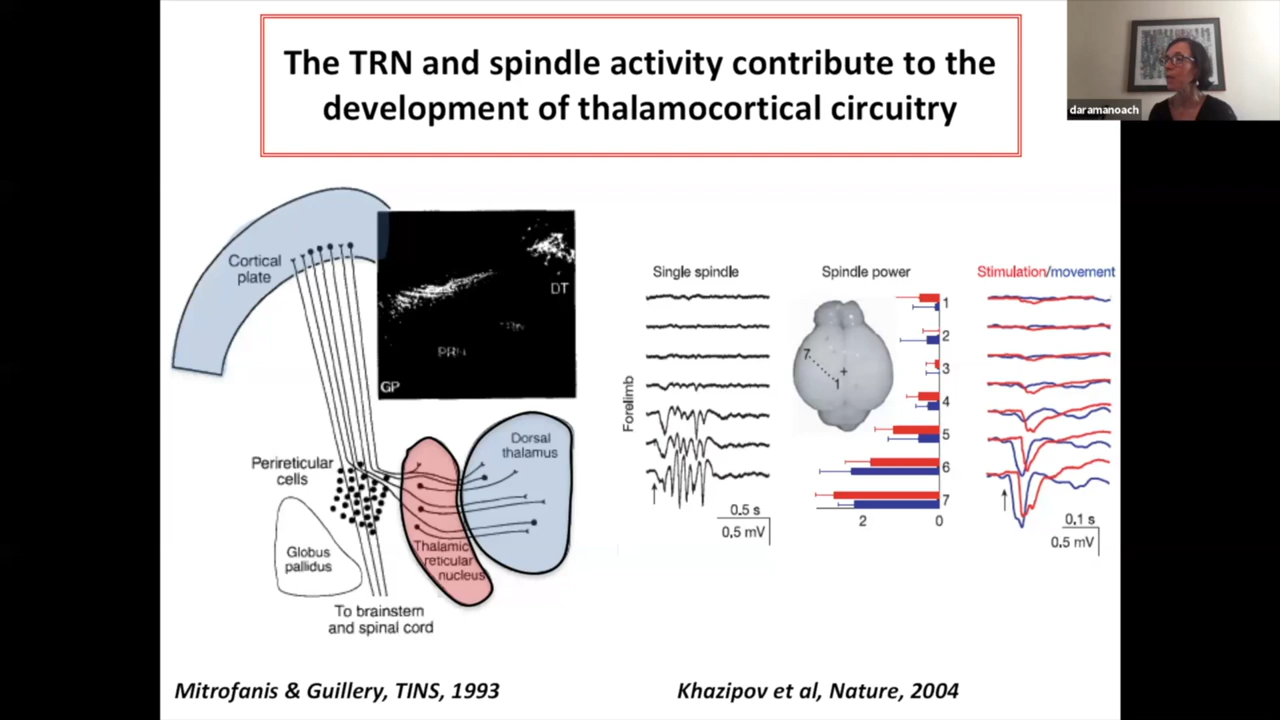 The TRN and spindle activity contribute to the
development of thalamocortical circuitry
daramanoach
Cortical
plate
DT
PRN
GP
Perireticular
cells
Dorsal
thalamus
Globus
pallidus
Thalamic
reticular
nucleus
To brainstem
and spinal cord
Single spindle
Spindle power
Stimulation/movement
Forelimb
7
1
1
2
3
4
5
6
7
2
0
0.5 s
0.5 mV
0.1 s
0.5 mV
Mitrofanis & Guillery, TINS, 1993
Khazipov et al, Nature, 2004